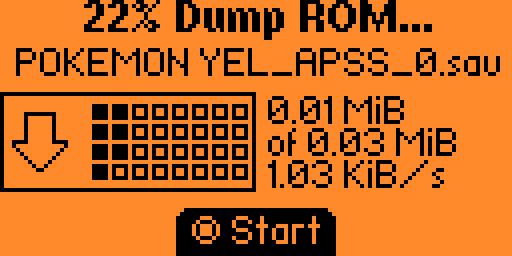 22% Dump ROM...
POKEMON YEL_APSS_0.sav
0.01 MiB
of 0.03 MiB
1.03 KiB/s
Start